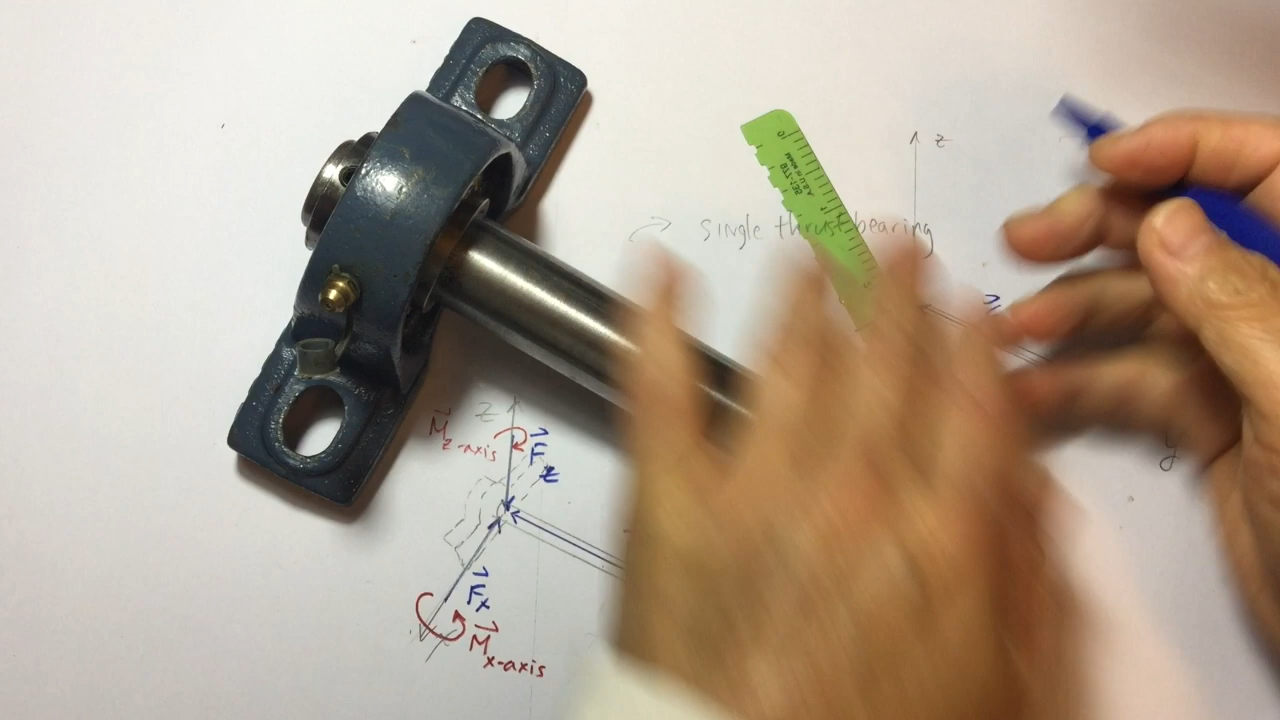 z
single thrust bearing
y
z
M z-axis
F z
F x
M x-axis